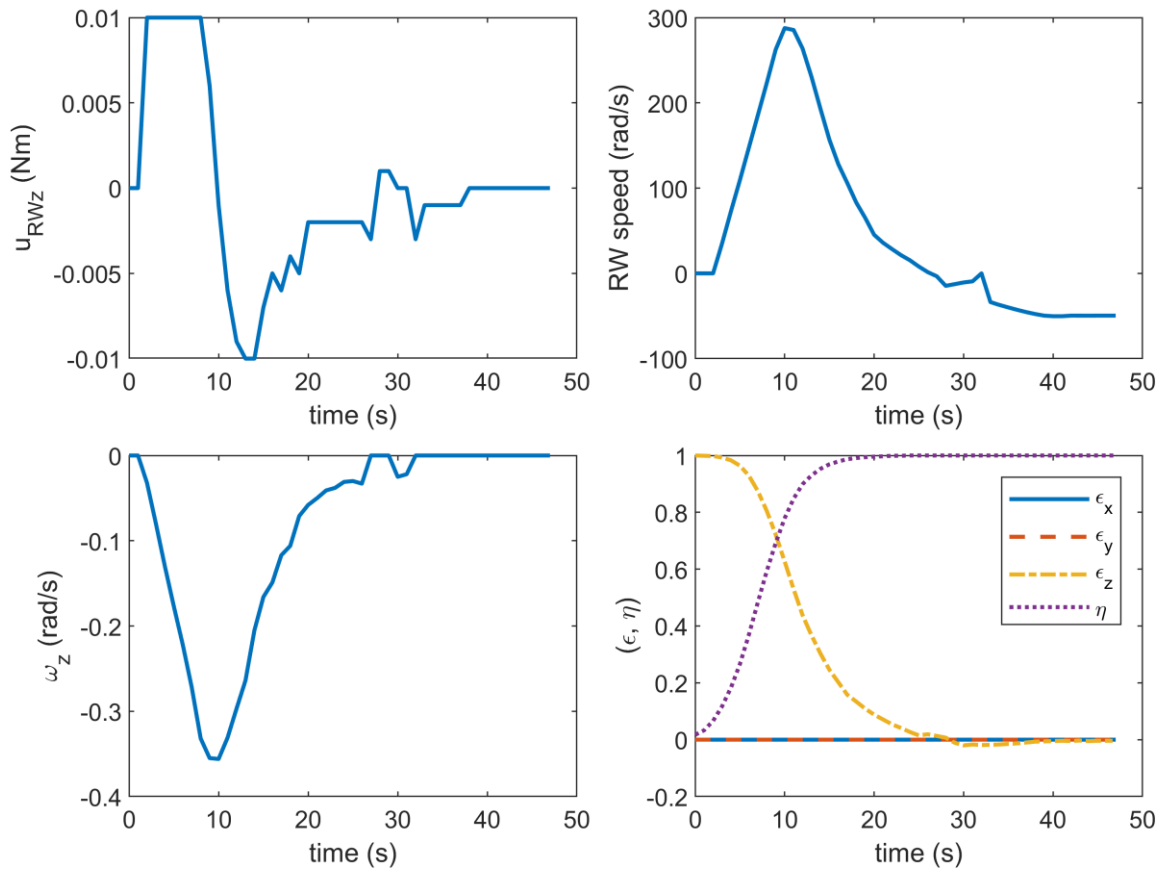 0.01
0.005
0
-0.005
-0.01
u_RWz (Nm)
0 10 20 30 40 50
time (s)
300
200
100
0
-100
RW speed (rad/s)
0 10 20 30 40 50
time (s)
0
-0.1
-0.2
-0.3
-0.4
ω_z (rad/s)
0 10 20 30 40 50
time (s)
1
0.8
0.6
0.4
0.2
0
-0.2
(ϵ, η)
0 10 20 30 40 50
time (s)
ϵ_x
ϵ_y
ϵ_z
η